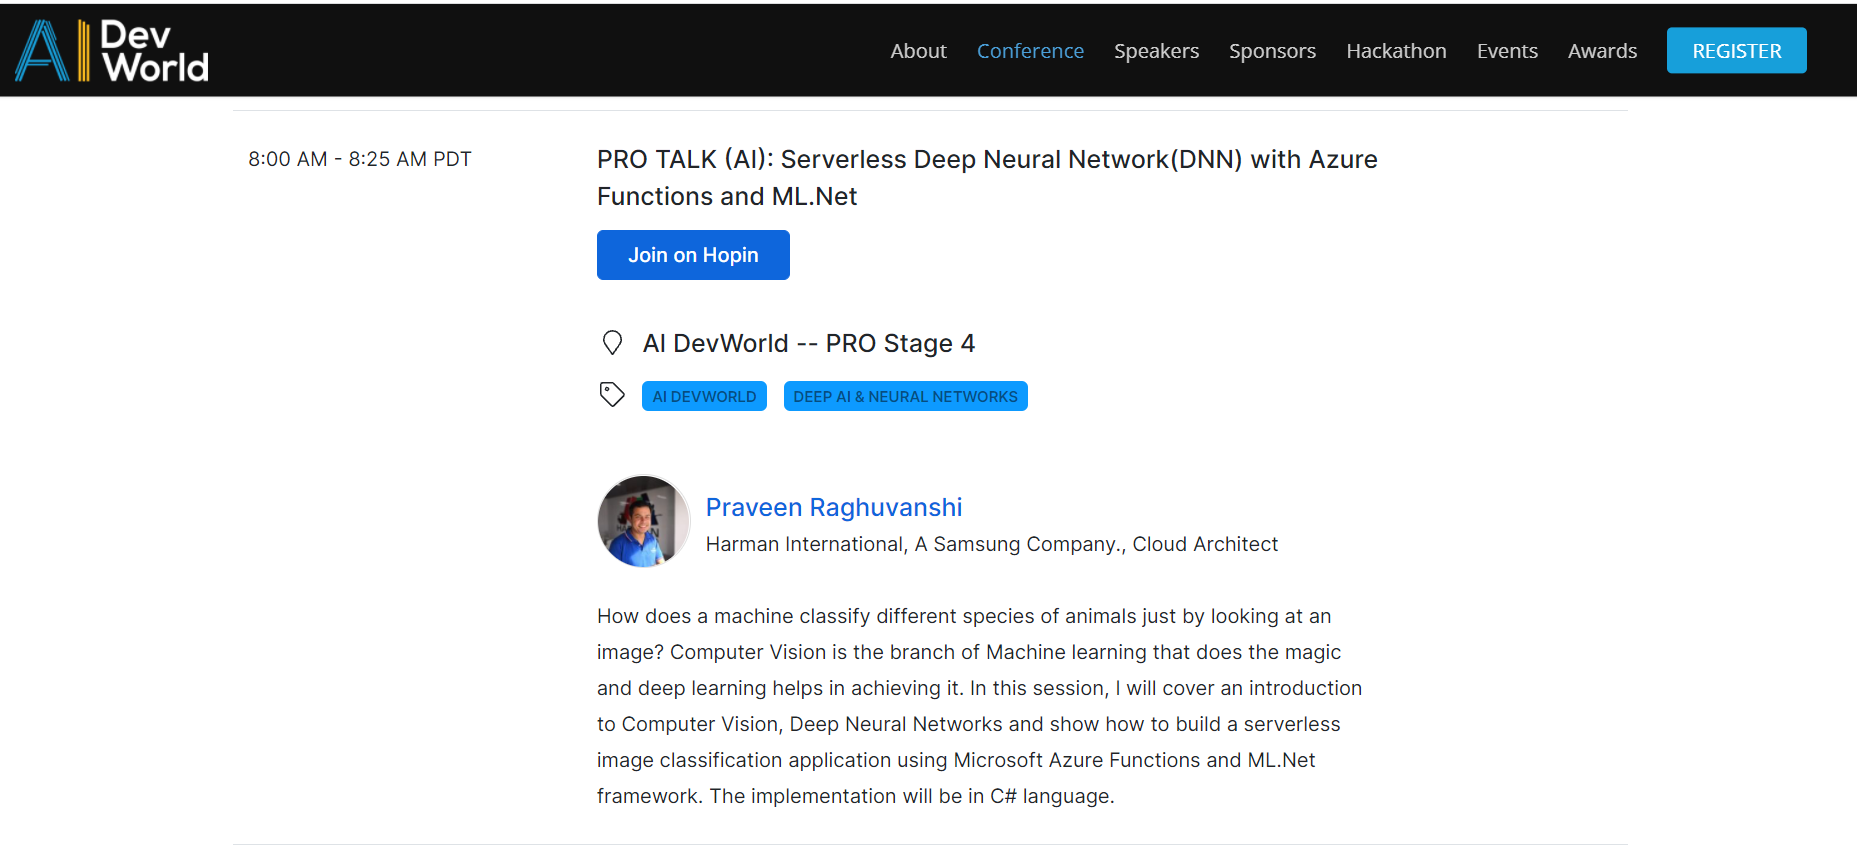 AI Dev World
About Conference Speakers Sponsors Hackathon Events Awards REGISTER
8:00 AM - 8:25 AM PDT
PRO TALK (AI): Serverless Deep Neural Network(DNN) with Azure
Functions and ML.Net
Join on Hopin
AI DevWorld -- PRO Stage 4
AI DEVWORLD DEEP AI & NEURAL NETWORKS
Praveen Raghuvanshi
Harman International, A Samsung Company., Cloud Architect
How does a machine classify different species of animals just by looking at an
image? Computer Vision is the branch of Machine learning that does the magic
and deep learning helps in achieving it. In this session, I will cover an introduction
to Computer Vision, Deep Neural Networks and show how to build a serverless
image classification application using Microsoft Azure Functions and ML.Net
framework. The implementation will be in C# language.